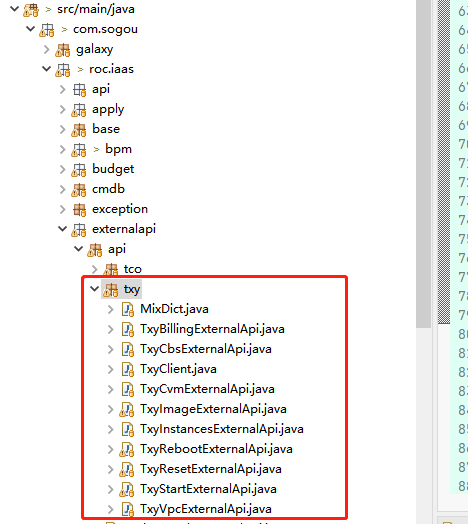 > src/main/java
> com.sogou
galaxy
> roc.iaas
api
apply
base
> bpm
budget
cmdb
exception
externalapi
api
tco
txy
MixDict.java
TxyBillingExternalApi.java
TxyCbsExternalApi.java
TxyClient.java
TxyCvmExternalApi.java
TxyImageExternalApi.java
TxyInstancesExternalApi.java
TxyRebootExternalApi.java
TxyResetExternalApi.java
TxyStartExternalApi.java
TxyVpcExternalApi.java